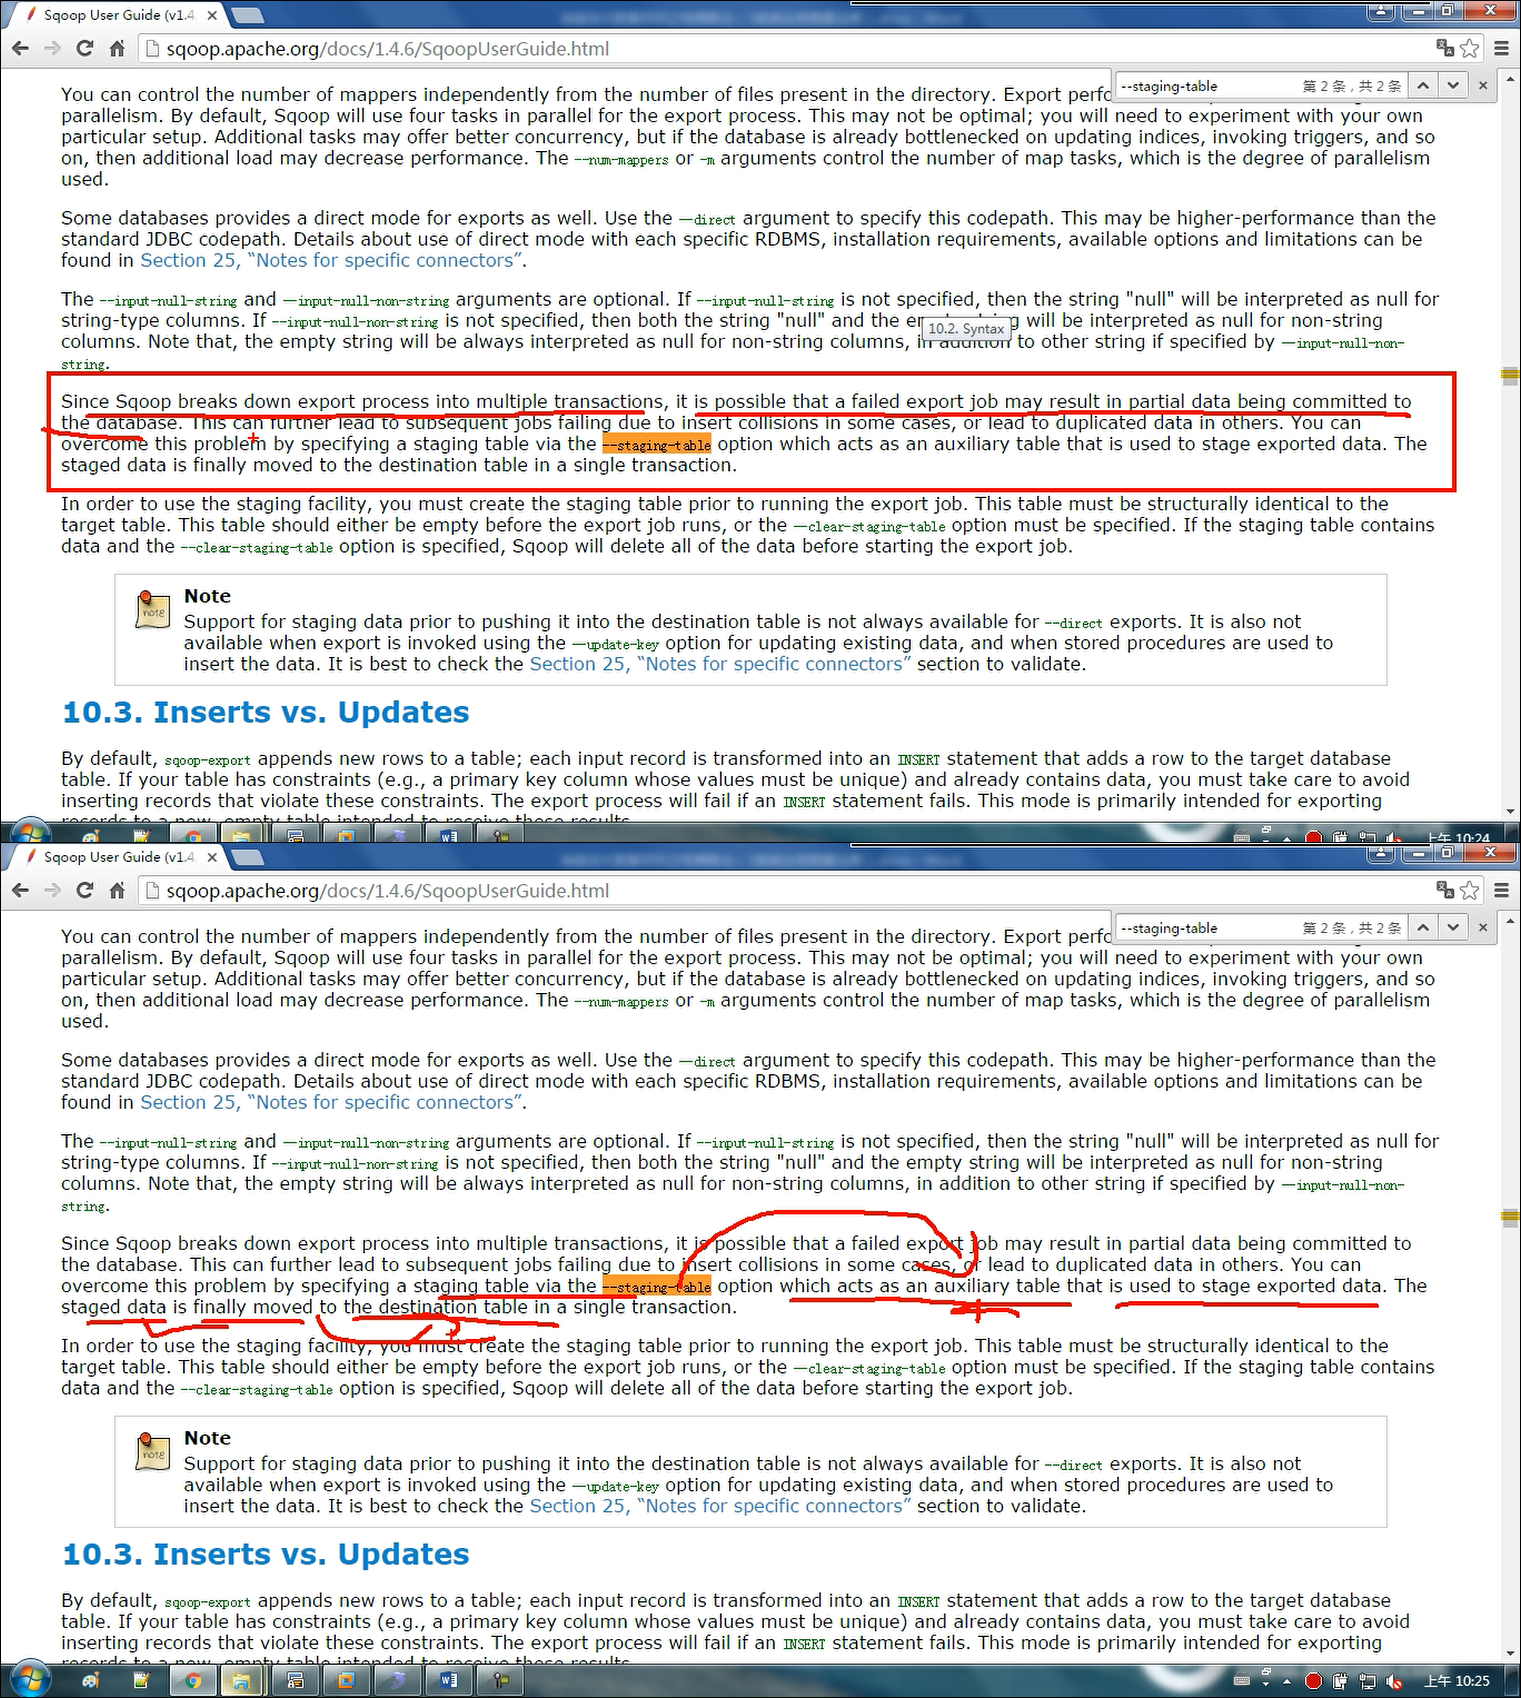 Sqoop User Guide (v1.4.
sqoop.apache.org/docs/1.4.6/SqoopUserGuide.html
--staging-table 第 2 条，共 2 条
You can control the number of mappers independently from the number of files present in the directory. Export perfo
parallelism. By default, Sqoop will use four tasks in parallel for the export process. This may not be optimal; you will need to experiment with your own
particular setup. Additional tasks may offer better concurrency, but if the database is already bottlenecked on updating indices, invoking triggers, and so
on, then additional load may decrease performance. The --num-mappers or -m arguments control the number of map tasks, which is the degree of parallelism
used.
Some databases provides a direct mode for exports as well. Use the —direct argument to specify this codepath. This may be higher-performance than the
standard JDBC codepath. Details about use of direct mode with each specific RDBMS, installation requirements, available options and limitations can be
found in Section 25, “Notes for specific connectors”.
The --input-null-string and —input-null-non-string arguments are optional. If --input-null-string is not specified, then the string "null" will be interpreted as null for
string-type columns. If --input-null-non-string is not specified, then both the string "null" and the will be interpreted as null for non-string
10.2. Syntax
columns. Note that, the empty string will be always interpreted as null for non-string columns, in addition to other string if specified by —input-null-non-
string.
Since Sqoop breaks down export process into multiple transactions, it is possible that a failed export job may result in partial data being committed to
the database. This can further lead to subsequent jobs failing due to insert collisions in some cases, or lead to duplicated data in others. You can
overcome this problem by specifying a staging table via the --staging-table option which acts as an auxiliary table that is used to stage exported data. The
staged data is finally moved to the destination table in a single transaction.
In order to use the staging facility, you must create the staging table prior to running the export job. This table must be structurally identical to the
target table. This table should either be empty before the export job runs, or the —clear-staging-table option must be specified. If the staging table contains
data and the --clear-staging-table option is specified, Sqoop will delete all of the data before starting the export job.
note
Note
Support for staging data prior to pushing it into the destination table is not always available for --direct exports. It is also not
available when export is invoked using the —update-key option for updating existing data, and when stored procedures are used to
insert the data. It is best to check the Section 25, “Notes for specific connectors” section to validate.
10.3. Inserts vs. Updates
By default, sqoop-export appends new rows to a table; each input record is transformed into an INSERT statement that adds a row to the target database
table. If your table has constraints (e.g., a primary key column whose values must be unique) and already contains data, you must take care to avoid
inserting records that violate these constraints. The export process will fail if an INSERT statement fails. This mode is primarily intended for exporting
records to a new, empty table intended to receive these results.
上午 10:24
Sqoop User Guide (v1.4.
sqoop.apache.org/docs/1.4.6/SqoopUserGuide.html
--staging-table 第 2 条，共 2 条
You can control the number of mappers independently from the number of files present in the directory. Export perfo
parallelism. By default, Sqoop will use four tasks in parallel for the export process. This may not be optimal; you will need to experiment with your own
particular setup. Additional tasks may offer better concurrency, but if the database is already bottlenecked on updating indices, invoking triggers, and so
on, then additional load may decrease performance. The --num-mappers or -m arguments control the number of map tasks, which is the degree of parallelism
used.
Some databases provides a direct mode for exports as well. Use the —direct argument to specify this codepath. This may be higher-performance than the
standard JDBC codepath. Details about use of direct mode with each specific RDBMS, installation requirements, available options and limitations can be
found in Section 25, “Notes for specific connectors”.
The --input-null-string and —input-null-non-string arguments are optional. If --input-null-string is not specified, then the string "null" will be interpreted as null for
string-type columns. If --input-null-non-string is not specified, then both the string "null" and the empty string will be interpreted as null for non-string
columns. Note that, the empty string will be always interpreted as null for non-string columns, in addition to other string if specified by —input-null-non-
string.
Since Sqoop breaks down export process into multiple transactions, it is possible that a failed export job may result in partial data being committed to
the database. This can further lead to subsequent jobs failing due to insert collisions in some cases, or lead to duplicated data in others. You can
overcome this problem by specifying a staging table via the --staging-table option which acts as an auxiliary table that is used to stage exported data. The
staged data is finally moved to the destination table in a single transaction.
In order to use the staging facility, you must create the staging table prior to running the export job. This table must be structurally identical to the
target table. This table should either be empty before the export job runs, or the —clear-staging-table option must be specified. If the staging table contains
data and the --clear-staging-table option is specified, Sqoop will delete all of the data before starting the export job.
note
Note
Support for staging data prior to pushing it into the destination table is not always available for --direct exports. It is also not
available when export is invoked using the —update-key option for updating existing data, and when stored procedures are used to
insert the data. It is best to check the Section 25, “Notes for specific connectors” section to validate.
10.3. Inserts vs. Updates
By default, sqoop-export appends new rows to a table; each input record is transformed into an INSERT statement that adds a row to the target database
table. If your table has constraints (e.g., a primary key column whose values must be unique) and already contains data, you must take care to avoid
inserting records that violate these constraints. The export process will fail if an INSERT statement fails. This mode is primarily intended for exporting
records to a new, empty table intended to receive these results.
上午 10:25